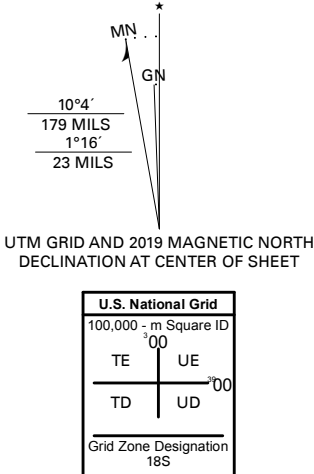 ★
MN
GN
10°4´
179 MILS
1°16´
23 MILS
UTM GRID AND 2019 MAGNETIC NORTH
DECLINATION AT CENTER OF SHEET
U.S. National Grid
100,000 - m Square ID
³00
TE UE
³⁹00
TD UD
Grid Zone Designation
18S